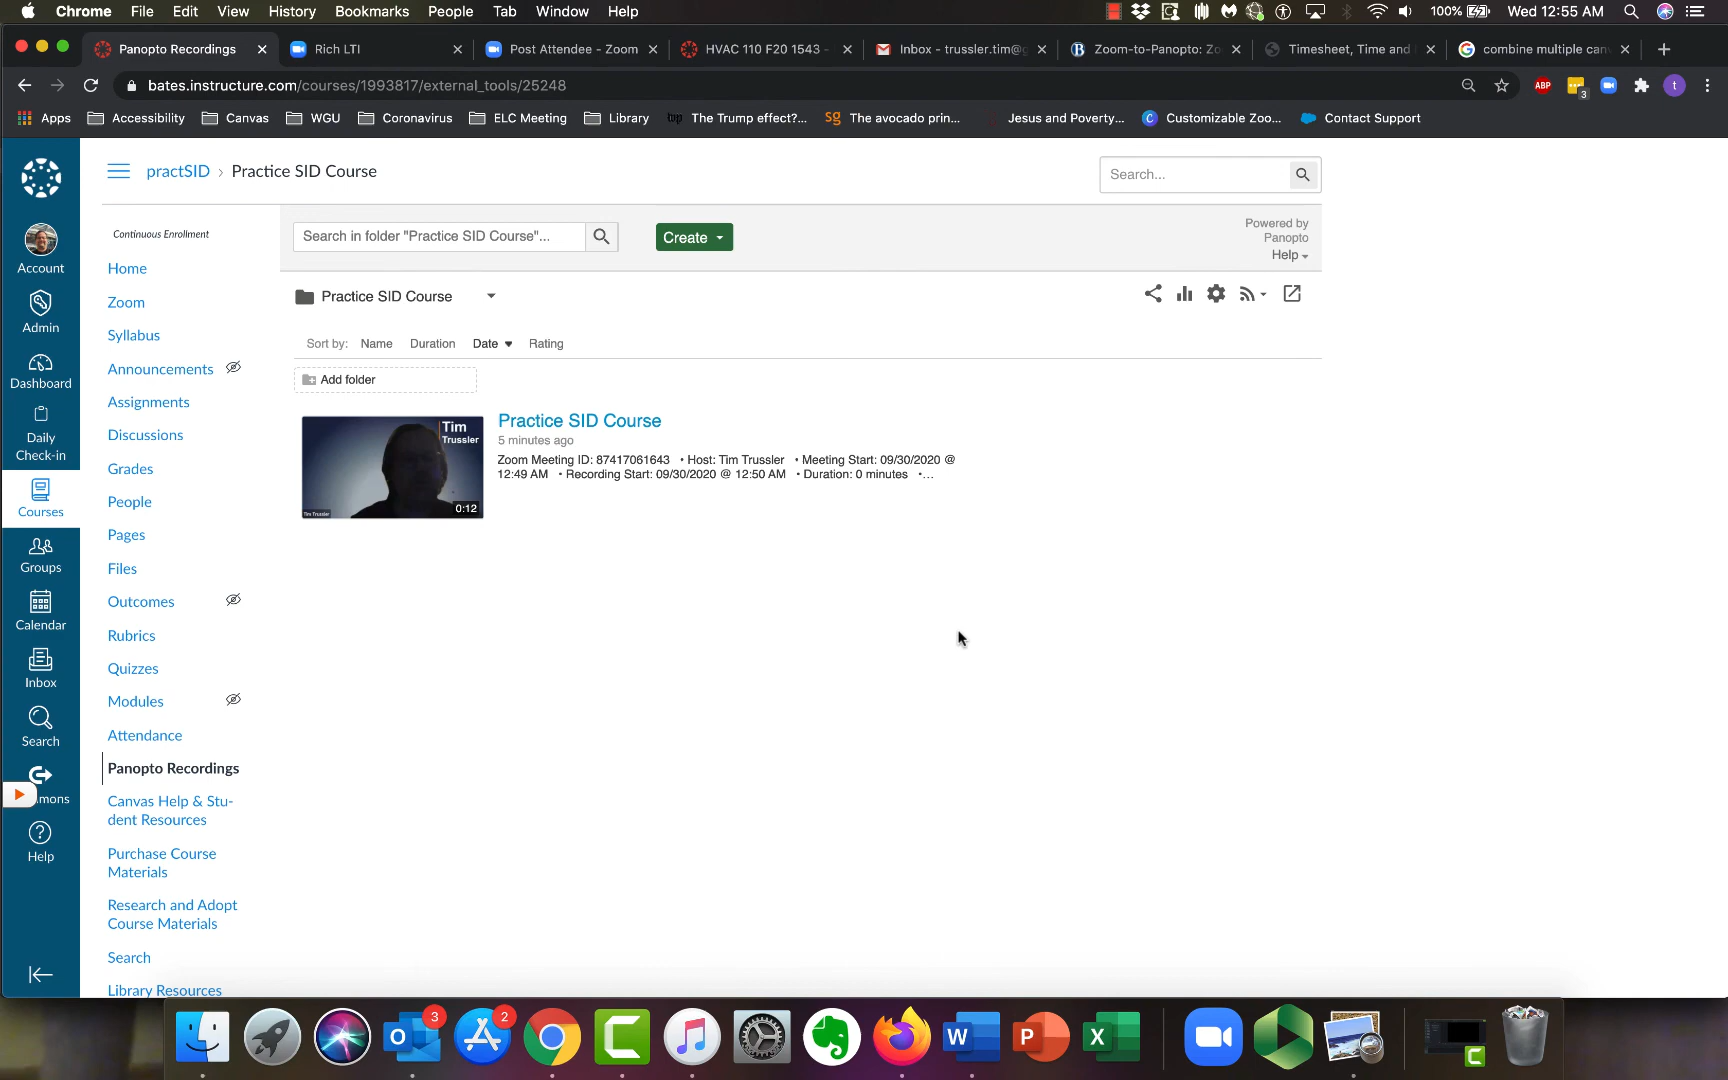 Chrome File Edit View History Bookmarks People Tab Window Help 100% Wed 12:55 AM
Panopto Recordings Rich LTI Post Attendee - Zoom HVAC 110 F20 1543 - Inbox - trussler.tim@g Zoom-to-Panopto: Zo Timesheet, Time and combine multiple can
bates.instructure.com/courses/1993817/external_tools/25248 ABP 3 t
Apps Accessibility Canvas WGU Coronavirus ELC Meeting Library The Trump effect?... sg The avocado prin... Jesus and Poverty... Customizable Zoo... Contact Support
practSID › Practice SID Course
Search...
Account
Admin
Dashboard
Daily
Check-in
Courses
Groups
Calendar
Inbox
Search
mons
Help
Continuous Enrollment
Home
Zoom
Syllabus
Announcements
Assignments
Discussions
Grades
People
Pages
Files
Outcomes
Rubrics
Quizzes
Modules
Attendance
Panopto Recordings
Canvas Help & Stu-
dent Resources
Purchase Course
Materials
Research and Adopt
Course Materials
Search
Library Resources
Search in folder "Practice SID Course"...
Create
Powered by
Panopto
Help
Practice SID Course
Sort by: Name Duration Date Rating
Add folder
Tim
Trussler
0:12
Tim Trussler
Practice SID Course
5 minutes ago
Zoom Meeting ID: 87417061643 • Host: Tim Trussler • Meeting Start: 09/30/2020 @
12:49 AM • Recording Start: 09/30/2020 @ 12:50 AM • Duration: 0 minutes •...
3 2
W P X